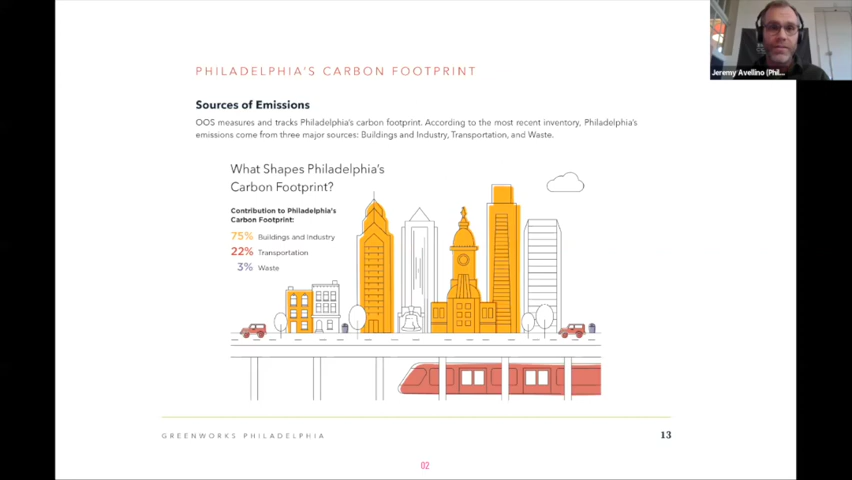 Jeremy Avellino (Phil...
PHILADELPHIA'S CARBON FOOTPRINT
Sources of Emissions
OOS measures and tracks Philadelphia's carbon footprint. According to the most recent inventory, Philadelphia's
emissions come from three major sources: Buildings and Industry, Transportation, and Waste.
What Shapes Philadelphia's
Carbon Footprint?
Contribution to Philadelphia's
Carbon Footprint:
75% Buildings and Industry
22% Transportation
3% Waste
GREENWORKS PHILADELPHIA
13
02